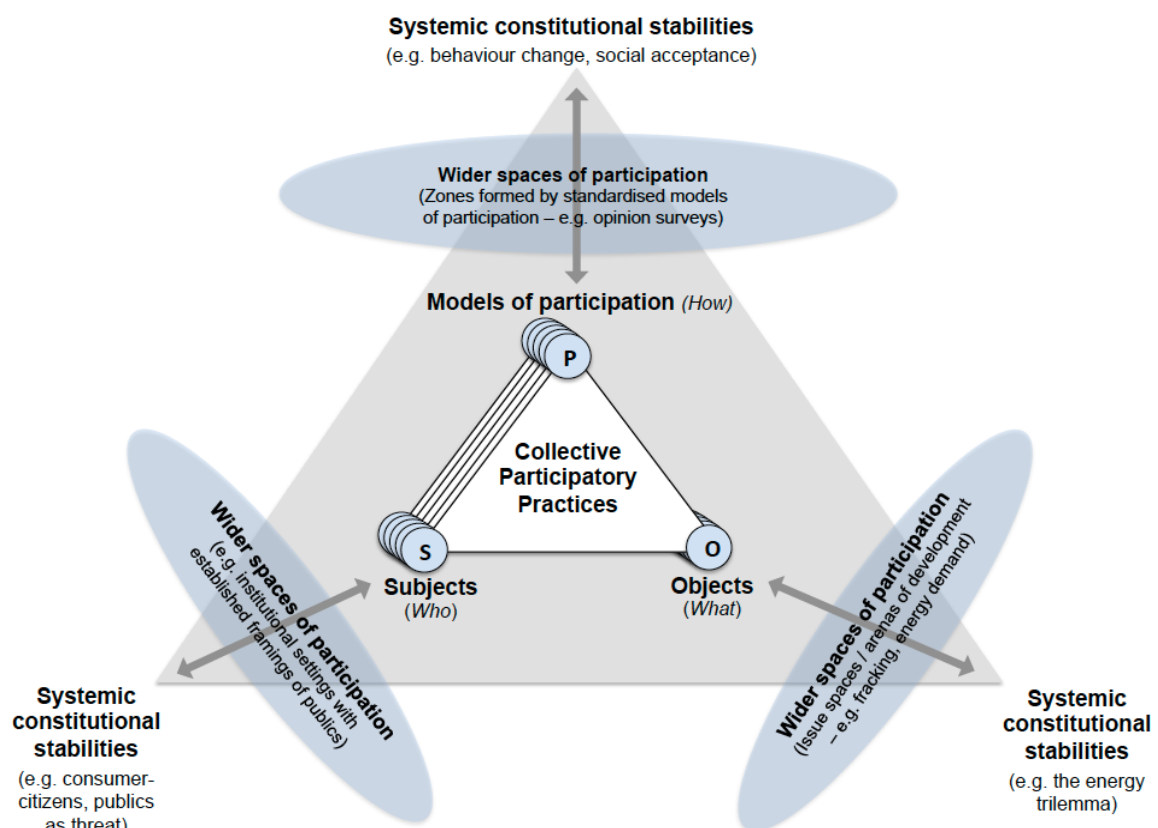 Systemic constitutional stabilities
(e.g. behaviour change, social acceptance)
Wider spaces of participation
(Zones formed by standardised models
of participation – e.g. opinion surveys)
Models of participation (How)
P
Collective
Participatory
Practices
S
O
Subjects
(Who)
Objects
(What)
Wider spaces of participation
(e.g. institutional settings with
established framings of publics)
Wider spaces of participation
(Issue spaces / arenas of development
– e.g. fracking, energy demand)
Systemic
constitutional
stabilities
(e.g. consumer-
citizens, publics
as threat)
Systemic
constitutional
stabilities
(e.g. the energy
trilemma)